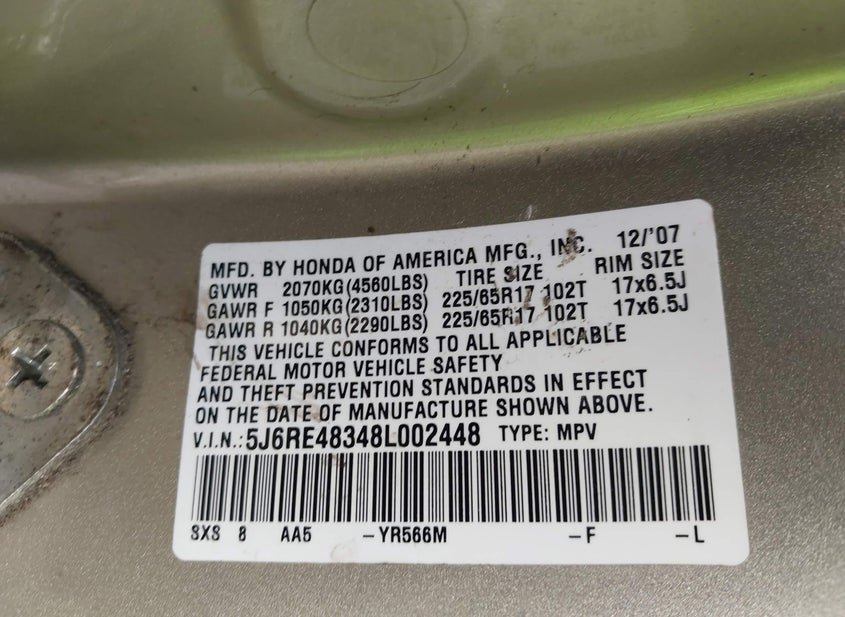 MFD. BY HONDA OF AMERICA MFG., INC. 12/'07
GVWR 2070KG(4560LBS) TIRE SIZE RIM SIZE
GAWR F 1050KG(2310LBS) 225/65R17 102T 17x6.5J
GAWR R 1040KG(2290LBS) 225/65R17 102T 17x6.5J
THIS VEHICLE CONFORMS TO ALL APPLICABLE
FEDERAL MOTOR VEHICLE SAFETY
AND THEFT PREVENTION STANDARDS IN EFFECT
ON THE DATE OF MANUFACTURE SHOWN ABOVE.
V.I.N.: 5J6RE48348L002448 TYPE: MPV
SXS 8 AA5 -YR566M -F -L